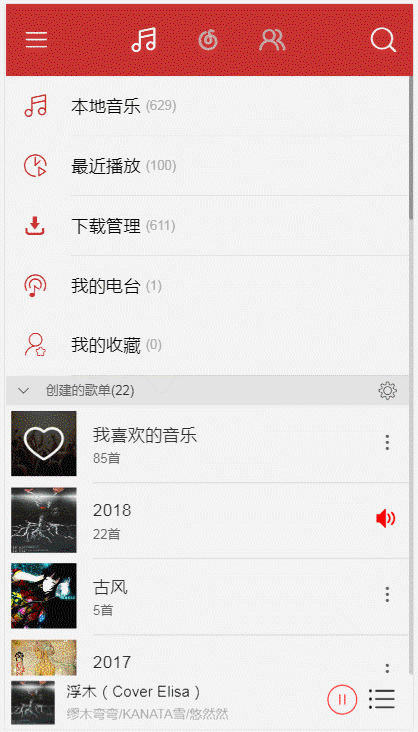 本地音乐 (629)
最近播放 (100)
下载管理 (611)
我的电台 (1)
我的收藏 (0)
创建的歌单(22)
我喜欢的音乐
85首
2018
22首
古风
5首
2017
浮木（Cover Elisa）
缪木弯弯/KANATA雪/悠然然